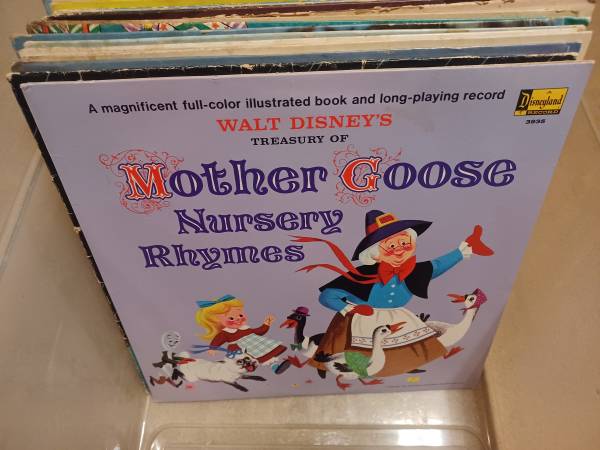 A magnificent full-color illustrated book and long-playing record
A
Disneyland
RECORD
3935
WALT DISNEY'S
TREASURY OF
Mother Goose
Nursery
Rhymes